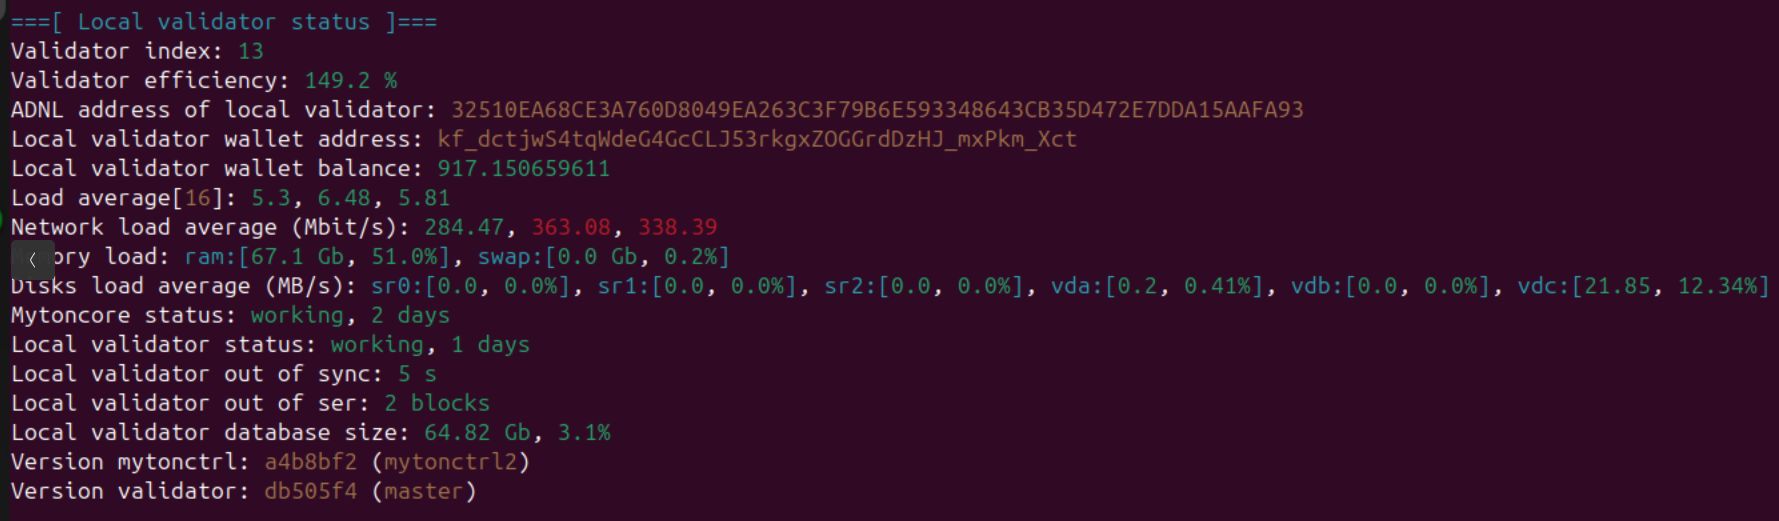 ===[ Local validator status ]===
Validator index: 13
Validator efficiency: 149.2 %
ADNL address of local validator: 32510EA68CE3A760D8049EA263C3F79B6E593348643CB35D472E7DDA15AAFA93
Local validator wallet address: kf_dctjwS4tqWdeG4GcCLJ53rkgxZOGGrdDzHJ_mxPkm_Xct
Local validator wallet balance: 917.150659611
Load average[16]: 5.3, 6.48, 5.81
Network load average (Mbit/s): 284.47, 363.08, 338.39
ory load: ram:[67.1 Gb, 51.0%], swap:[0.0 Gb, 0.2%]
Disks load average (MB/s): sr0:[0.0, 0.0%], sr1:[0.0, 0.0%], sr2:[0.0, 0.0%], vda:[0.2, 0.41%], vdb:[0.0, 0.0%], vdc:[21.85, 12.34%]
Mytoncore status: working, 2 days
Local validator status: working, 1 days
Local validator out of sync: 5 s
Local validator out of ser: 2 blocks
Local validator database size: 64.82 Gb, 3.1%
Version mytonctrl: a4b8bf2 (mytonctrl2)
Version validator: db505f4 (master)